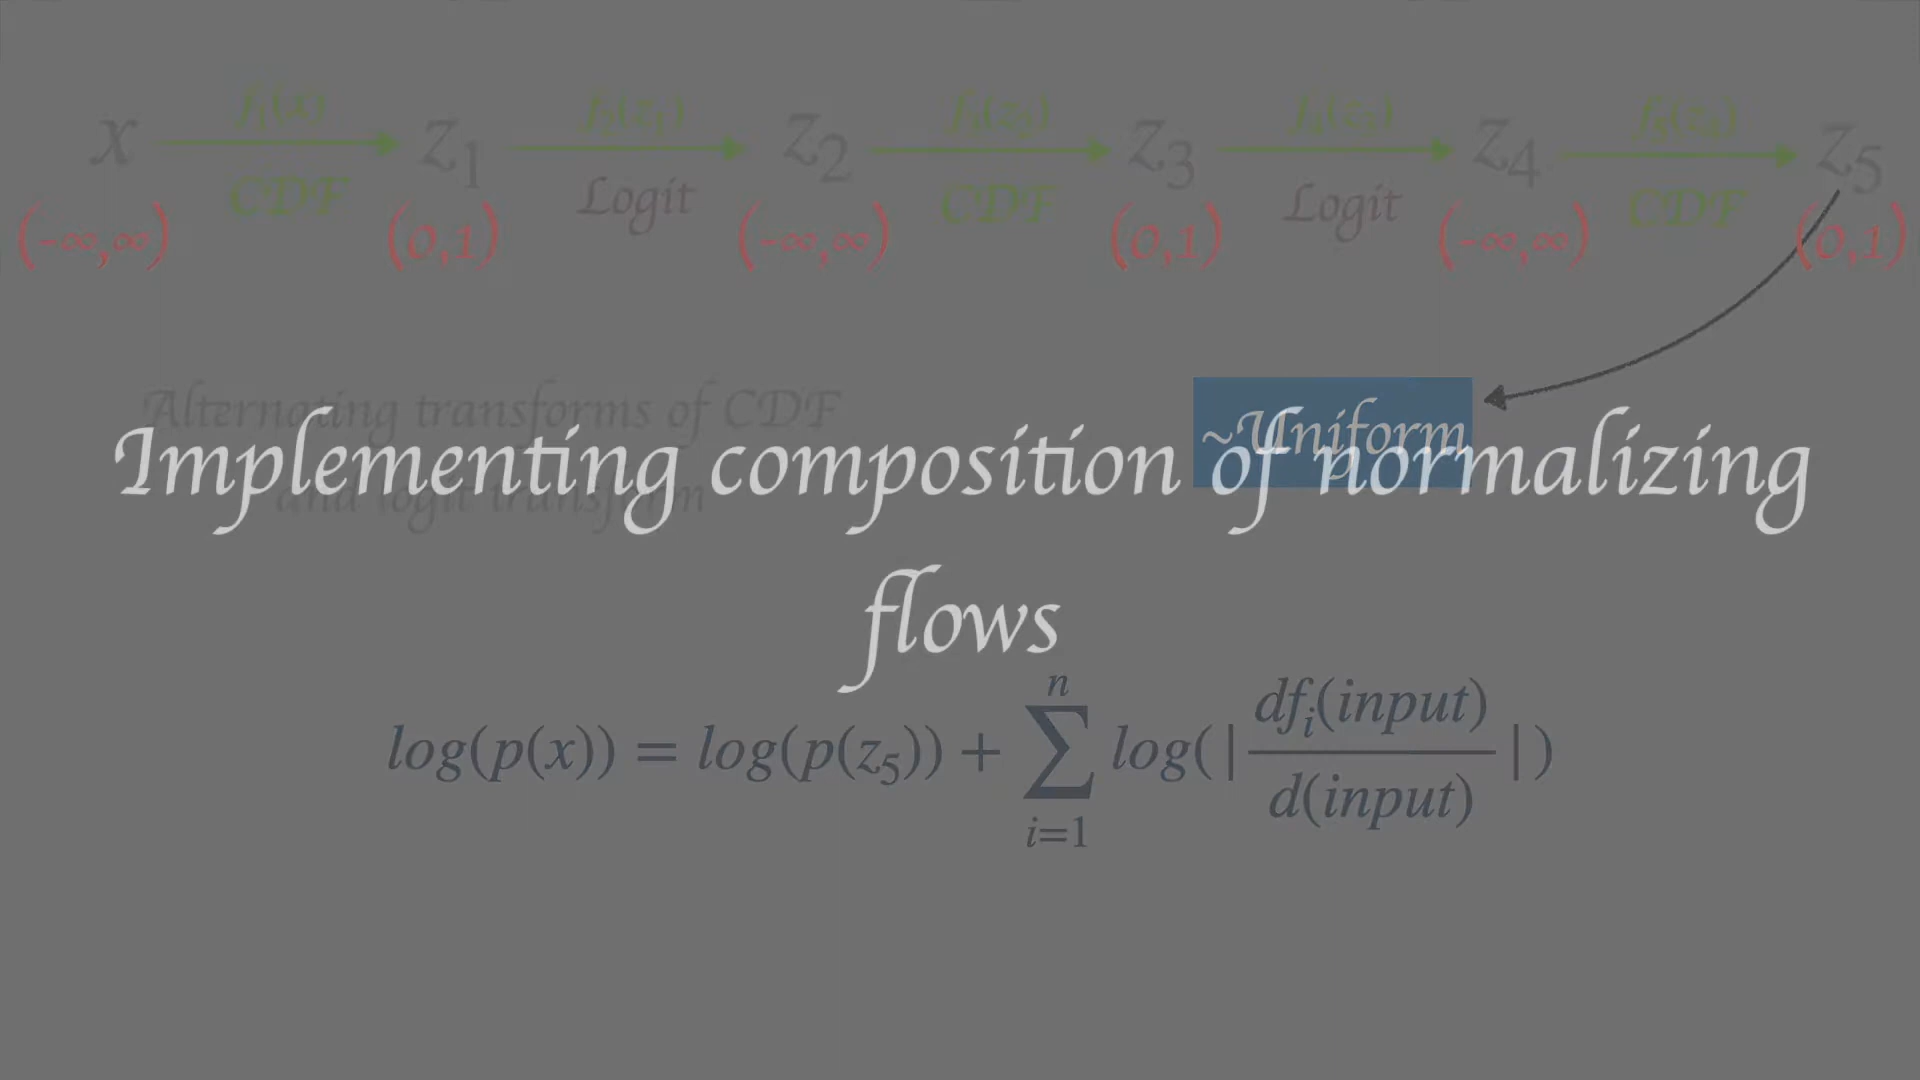 f₁(x) f₂(z₁) f₃(z₂) f₄(z₃) f₅(z₄)
x z₁ z₂ z₃ z₄ z₅
CDF Logit CDF Logit CDF
(-∞,∞) (0,1) (-∞,∞) (0,1) (-∞,∞) (0,1)
Alternating transforms of CDF
and logit transform
~Uniform
Implementing composition of normalizing
flows
log(p(x)) = log(p(z₅)) + ∑ᵢ₌₁ⁿ log(|dfᵢ(input)/d(input)|)